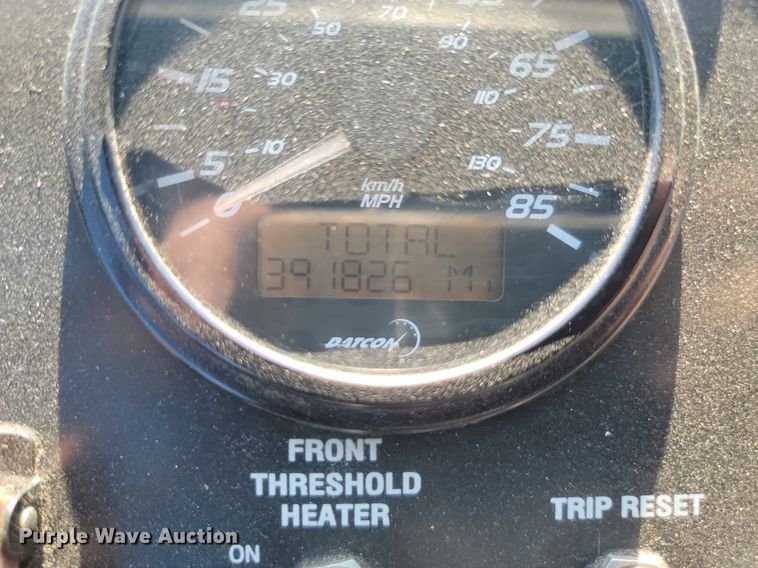 25 50 70 90
15 30 65
110
5 10 75
130
0 km/h 85
MPH
TOTAL
391826 Mi
DATCON
FRONT
THRESHOLD
HEATER
TRIP RESET
ON
Purple Wave Auction